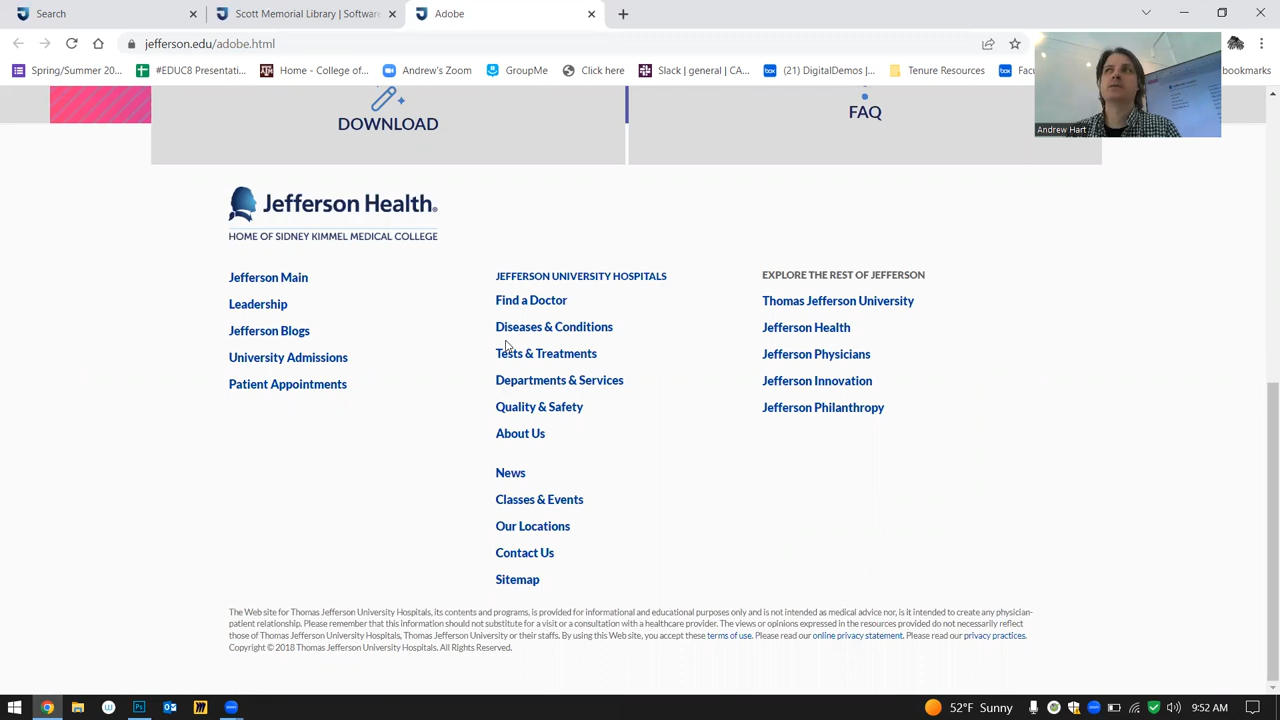 Search
Scott Memorial Library | Software
Adobe
jefferson.edu/adobe.html
Spring/Summer 20...
#EDUC8 Presentati...
Home - College of...
Andrew's Zoom
GroupMe
Click here
Slack | general | CA...
(21) DigitalDemos |...
Tenure Resources
Facu
bookmarks
Andrew Hart
DOWNLOAD
FAQ
Jefferson Health®
HOME OF SIDNEY KIMMEL MEDICAL COLLEGE
Jefferson Main
Leadership
Jefferson Blogs
University Admissions
Patient Appointments
JEFFERSON UNIVERSITY HOSPITALS
Find a Doctor
Diseases & Conditions
Tests & Treatments
Departments & Services
Quality & Safety
About Us
News
Classes & Events
Our Locations
Contact Us
Sitemap
EXPLORE THE REST OF JEFFERSON
Thomas Jefferson University
Jefferson Health
Jefferson Physicians
Jefferson Innovation
Jefferson Philanthropy
The Web site for Thomas Jefferson University Hospitals, its contents and programs, is provided for informational and educational purposes only and is not intended as medical advice nor, is it intended to create any physician-
patient relationship. Please remember that this information should not substitute for a visit or a consultation with a healthcare provider. The views or opinions expressed in the resources provided do not necessarily reflect
those of Thomas Jefferson University Hospitals, Thomas Jefferson University or their staffs. By using this Web site, you accept these terms of use. Please read our online privacy statement. Please read our privacy practices.
Copyright © 2018 Thomas Jefferson University Hospitals. All Rights Reserved.
52°F Sunny
9:52 AM